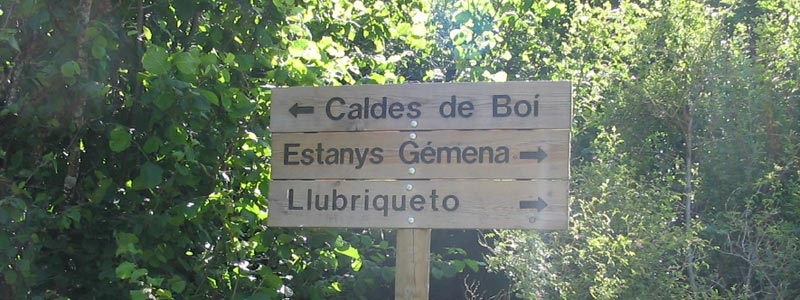 ← Caldes de Boí
Estanys Gémena →
Llubriqueto →